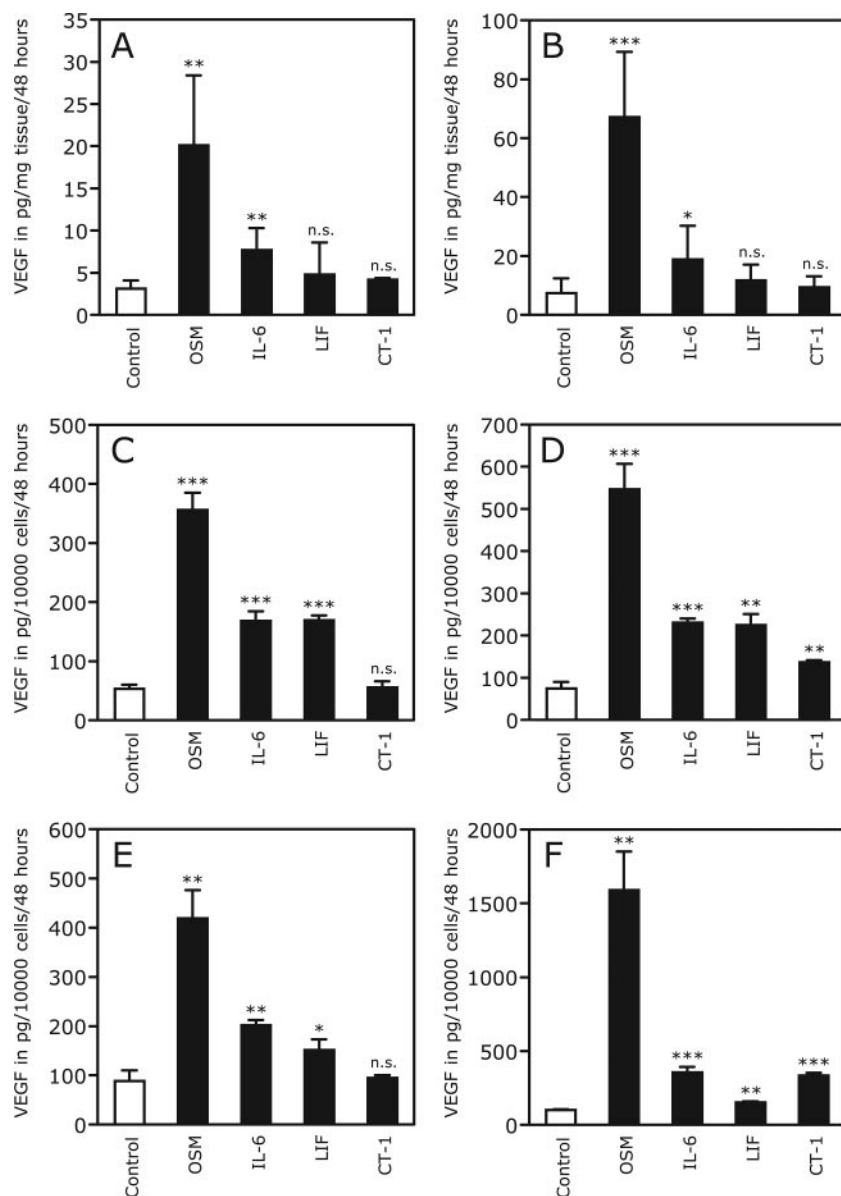 A
VEGF in pg/mg tissue/48 hours
35
30
25
20
15
10
5
0
**
**
n.s.
n.s.
Control
OSM
IL-6
LIF
CT-1
B
VEGF in pg/mg tissue/48 hours
100
80
60
40
20
0
***
*
n.s.
n.s.
Control
OSM
IL-6
LIF
CT-1
C
VEGF in pg/10000 cells/48 hours
500
400
300
200
100
0
***
***
***
n.s.
Control
OSM
IL-6
LIF
CT-1
D
VEGF in pg/10000 cells/48 hours
700
600
500
400
300
200
100
0
***
***
**
**
Control
OSM
IL-6
LIF
CT-1
E
VEGF in pg/10000 cells/48 hours
600
500
400
300
200
100
0
**
**
*
n.s.
Control
OSM
IL-6
LIF
CT-1
F
VEGF in pg/10000 cells/48 hours
2000
1500
1000
500
0
**
***
**
***
Control
OSM
IL-6
LIF
CT-1